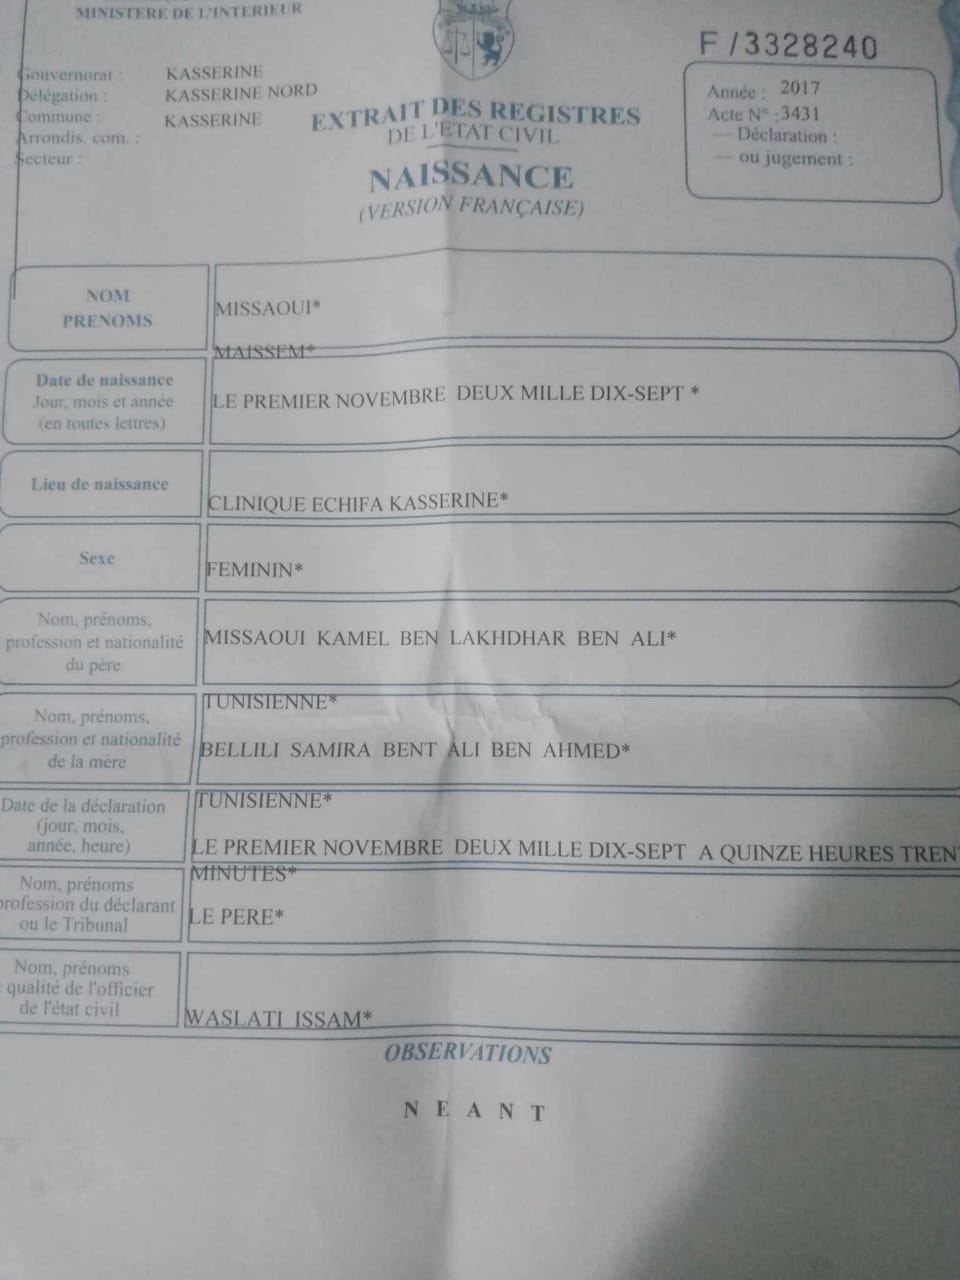 MINISTERE DE L'INTERIEUR
F/3328240
Gouvernorat : KASSERINE
Délégation : KASSERINE NORD
Commune : KASSERINE
Arrondis. com. :
Secteur :
EXTRAIT DES REGISTRES
DE L'ETAT CIVIL
NAISSANCE
(VERSION FRANÇAISE)
Année : 2017
Acte N° : 3431
— Déclaration :
— ou jugement :
NOM
PRENOMS
MISSAOUI*
MAISSEM*
Date de naissance
Jour, mois et année
(en toutes lettres)
LE PREMIER NOVEMBRE DEUX MILLE DIX-SEPT *
Lieu de naissance
CLINIQUE ECHIFA KASSERINE*
Sexe
FEMININ*
Nom, prénoms,
profession et nationalité
du père
MISSAOUI KAMEL BEN LAKHDHAR BEN ALI*
TUNISIENNE*
Nom, prénoms,
profession et nationalité
de la mère
BELLILI SAMIRA BENT ALI BEN AHMED*
TUNISIENNE*
Date de la déclaration
(jour, mois,
année, heure)
LE PREMIER NOVEMBRE DEUX MILLE DIX-SEPT A QUINZE HEURES TREN
MINUTES*
Nom, prénoms
profession du déclarant
ou le Tribunal
LE PERE*
Nom, prénoms
qualité de l'officier
de l'état civil
WASLATI ISSAM*
OBSERVATIONS
N E A N T